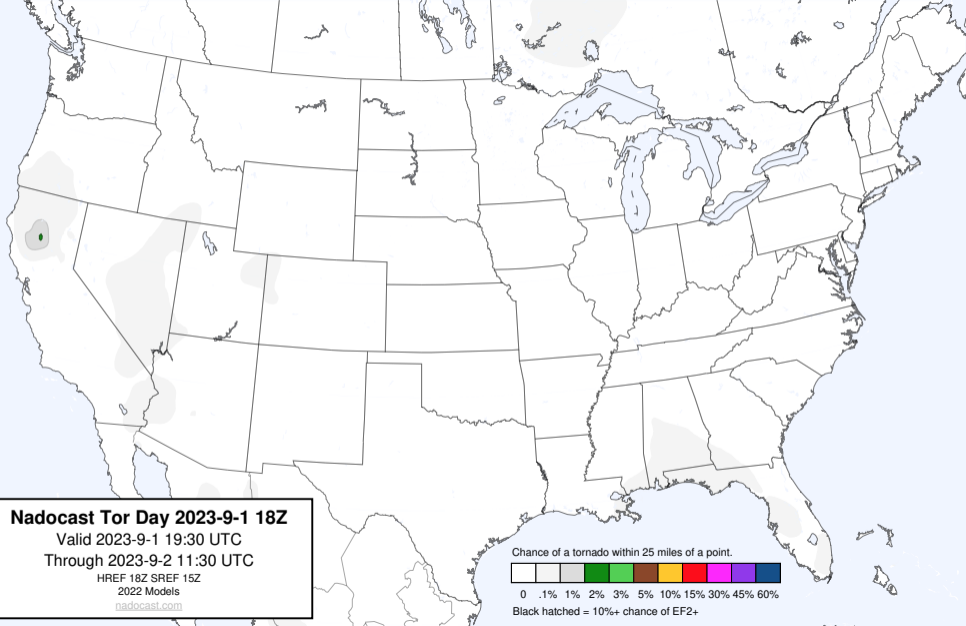 Nadocast Tor Day 2023-9-1 18Z
Valid 2023-9-1 19:30 UTC
Through 2023-9-2 11:30 UTC
HREF 18Z SREF 15Z
2022 Models
nadocast.com
Chance of a tornado within 25 miles of a point.
0 .1% 1% 2% 3% 5% 10% 15% 30% 45% 60%
Black hatched = 10%+ chance of EF2+